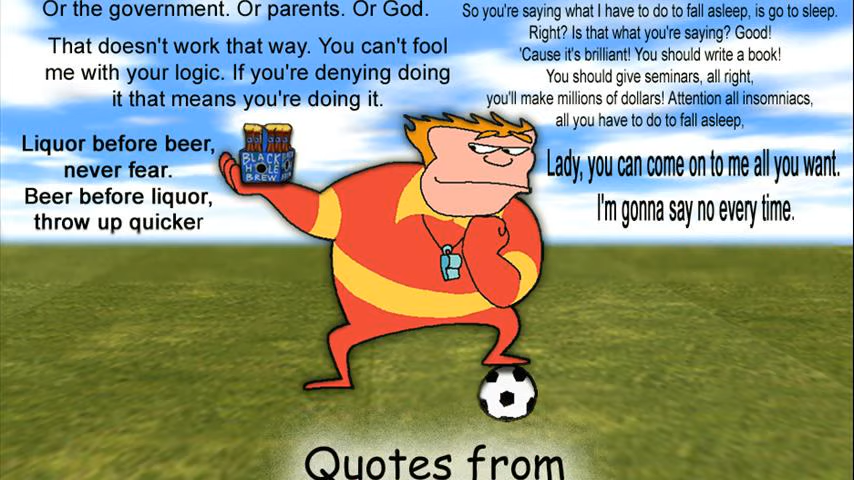 Or the government. Or parents. Or God.
That doesn't work that way. You can't fool
me with your logic. If you're denying doing
it that means you're doing it.
Liquor before beer,
never fear.
Beer before liquor,
throw up quicker
So you're saying what I have to do to fall asleep, is go to sleep.
Right? Is that what you're saying? Good!
'Cause it's brilliant! You should write a book!
You should give seminars, all right,
you'll make millions of dollars! Attention all insomniacs,
all you have to do to fall asleep,
Lady, you can come on to me all you want.
I'm gonna say no every time.
BLACK
HOLE
BREW
Quotes from